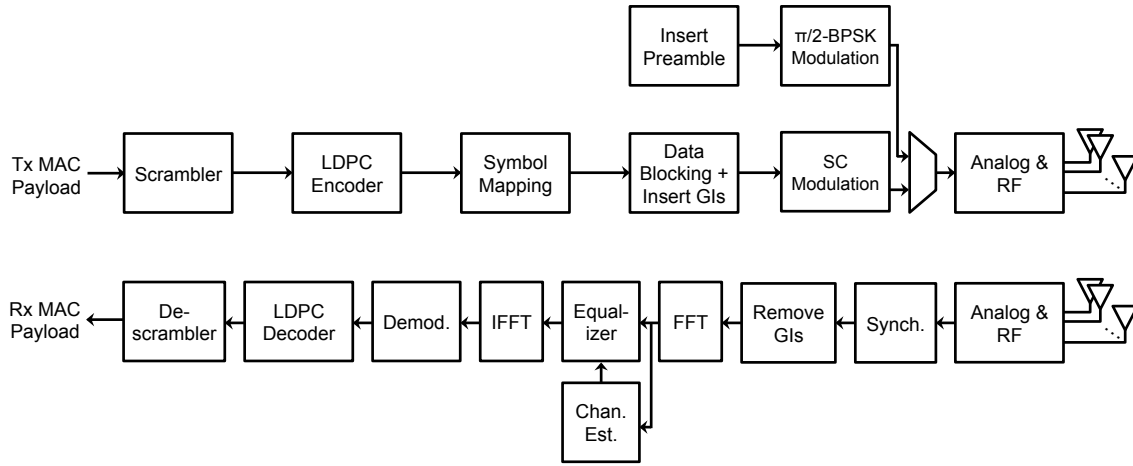 Insert
Preamble
π/2-BPSK
Modulation
Tx MAC
Payload
Scrambler
LDPC
Encoder
Symbol
Mapping
Data
Blocking +
Insert GIs
SC
Modulation
Analog &
RF
Rx MAC
Payload
De-
scrambler
LDPC
Decoder
Demod.
IFFT
Equal-
izer
FFT
Remove
GIs
Synch.
Analog &
RF
Chan.
Est.